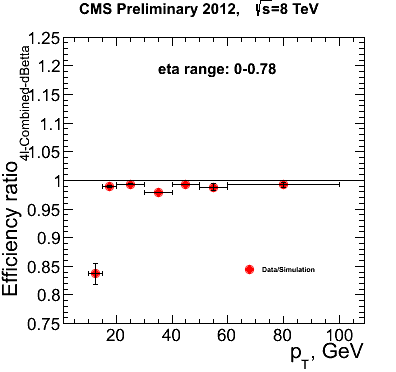 CMS Preliminary 2012, √s=8 TeV
eta range: 0-0.78
Efficiency ratio 4l-Combined-dBetta
1.25
1.2
1.15
1.1
1.05
1
0.95
0.9
0.85
0.8
0.75
Data/Simulation
20 40 60 80 100
pT, GeV